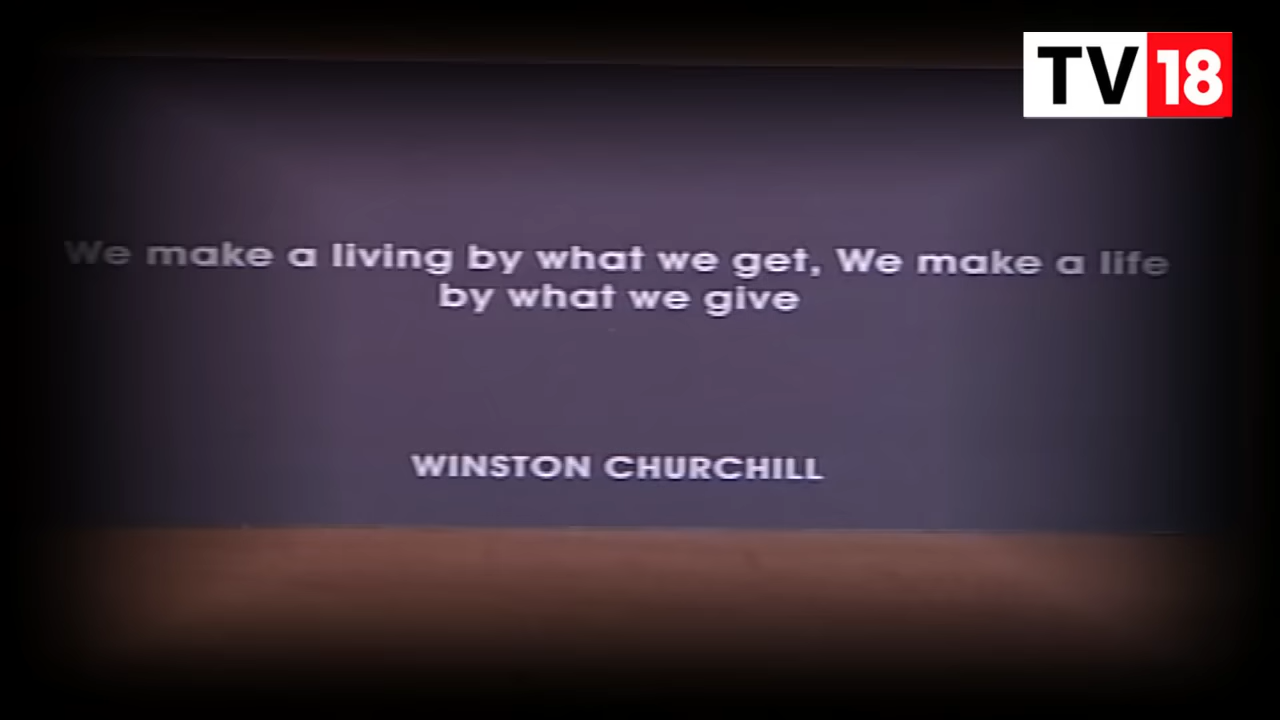 TV18
We make a living by what we get, We make a life
by what we give
WINSTON CHURCHILL